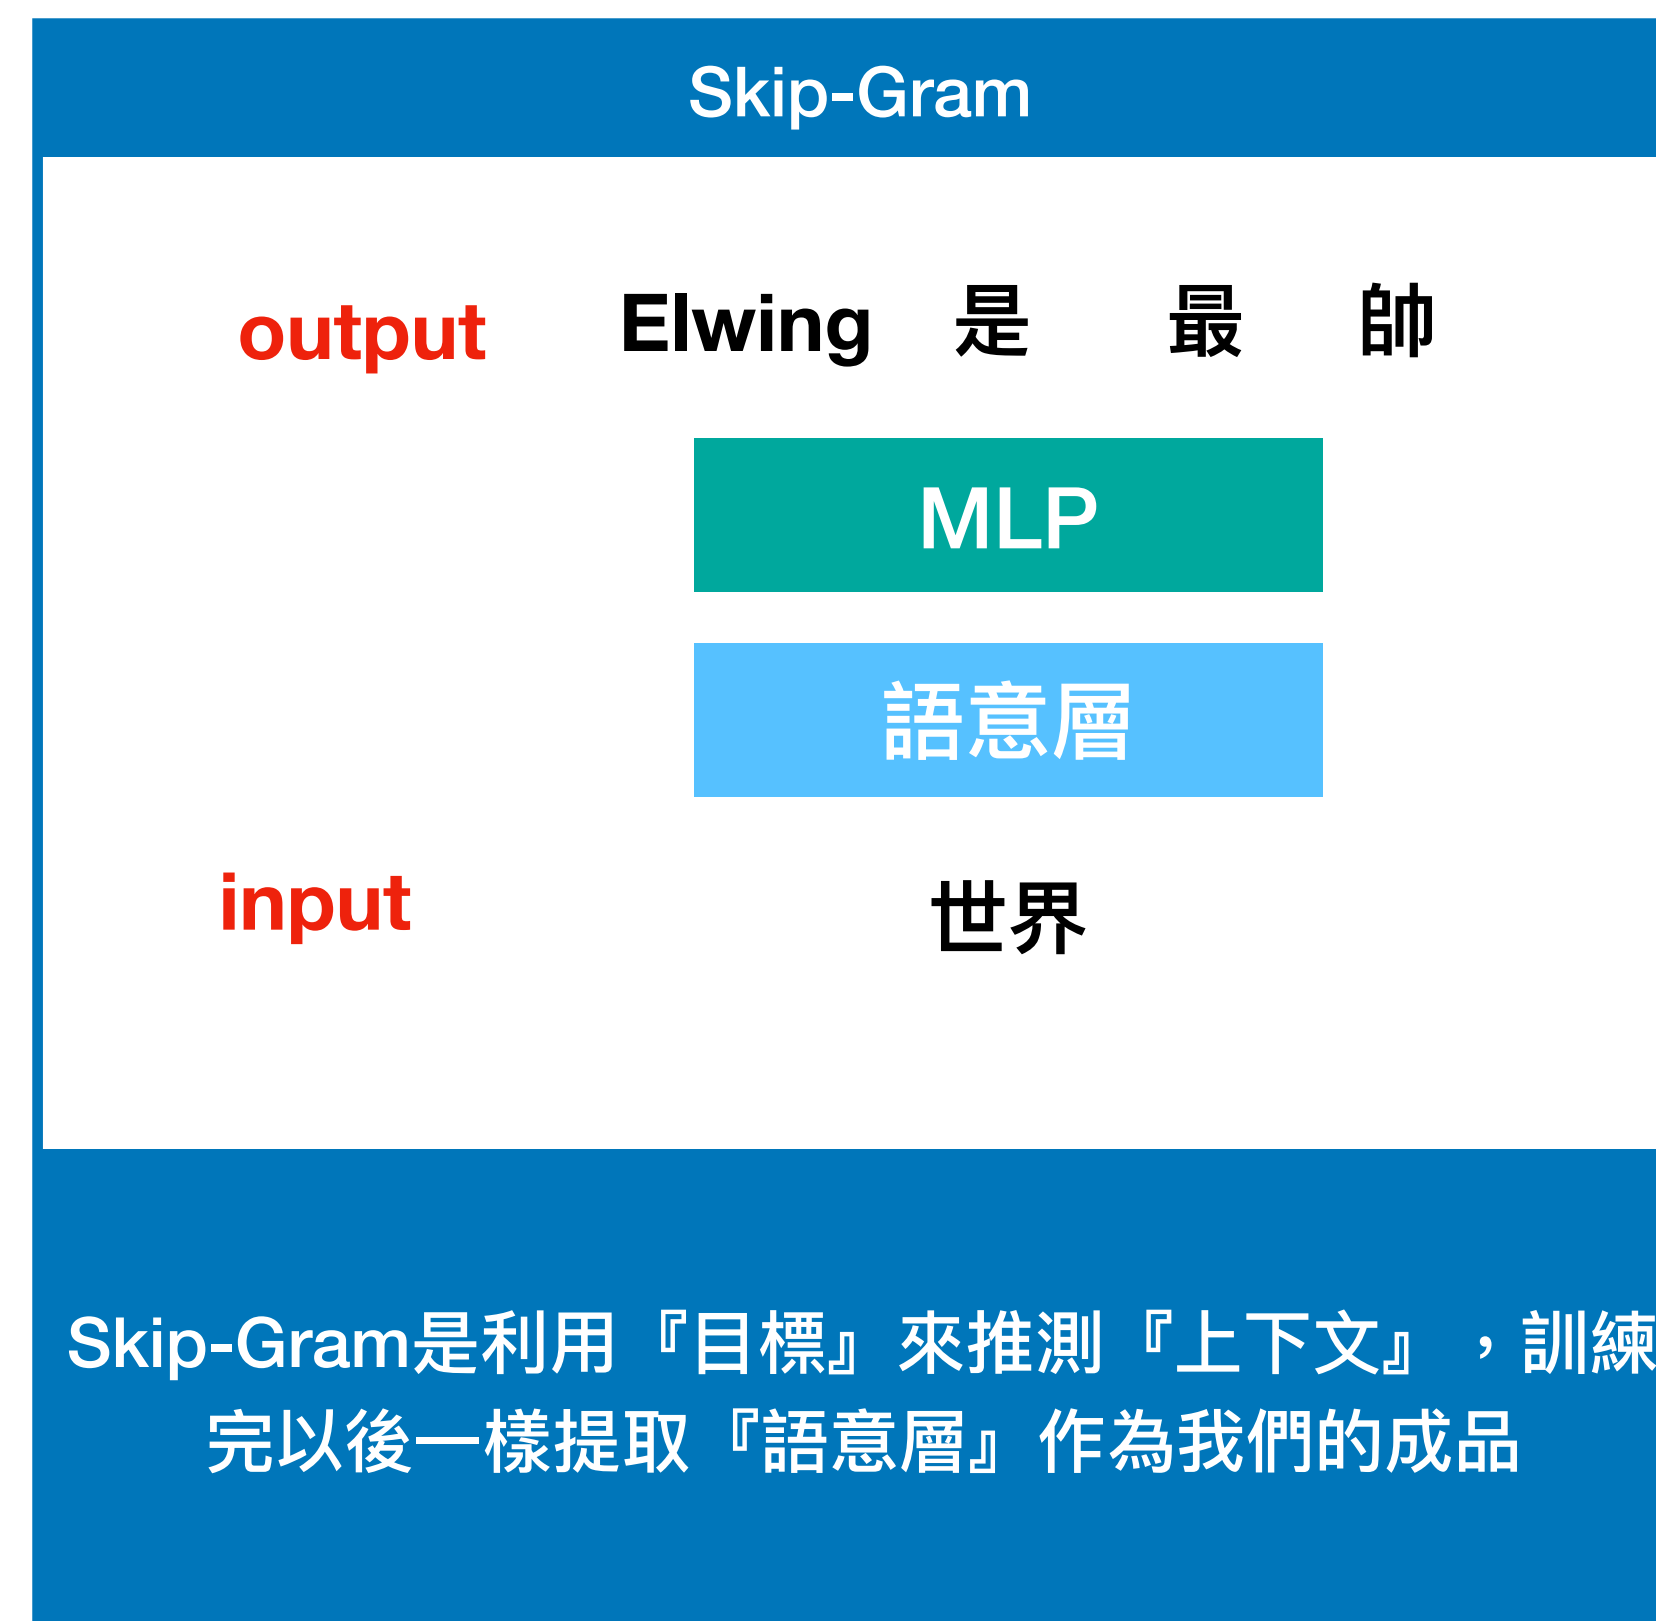 Skip-Gram
output Elwing 是 最 帥
MLP
語意層
input 世界
Skip-Gram是利用『目標』來推測『上下文』，訓練
完以後一樣提取『語意層』作為我們的成品